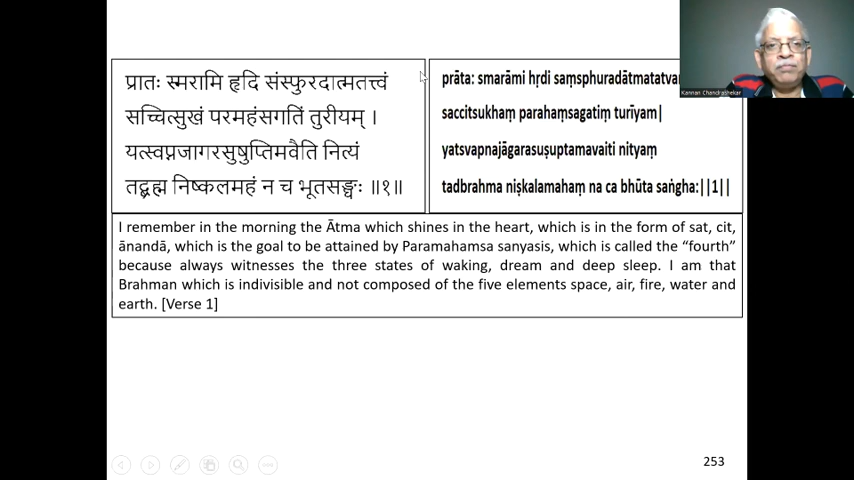 प्रातः स्मरामि हृदि संस्फुरदात्मतत्त्वं
सच्चित्सुखं परमहंसगतिं तुरीयम् ।
यत्स्वप्नजागरसुषुप्तिमवैति नित्यं
तद्ब्रह्म निष्कलमहं न च भूतसङ्घः ॥१॥
prāta: smarāmi hṛdi saṃsphuradātmatatva
saccitsukhaṃ parahaṃsagatiṃ turīyam|
yatsvapnajāgarasuṣuptamavaiti nityaṃ
tadbrahma niṣkalamahaṃ na ca bhūta saṅgha:||1||
I remember in the morning the Ātma which shines in the heart, which is in the form of sat, cit,
ānandā, which is the goal to be attained by Paramahamsa sanyasis, which is called the “fourth”
because always witnesses the three states of waking, dream and deep sleep. I am that
Brahman which is indivisible and not composed of the five elements space, air, fire, water and
earth. [Verse 1]
Kannan Chandrashekar
253